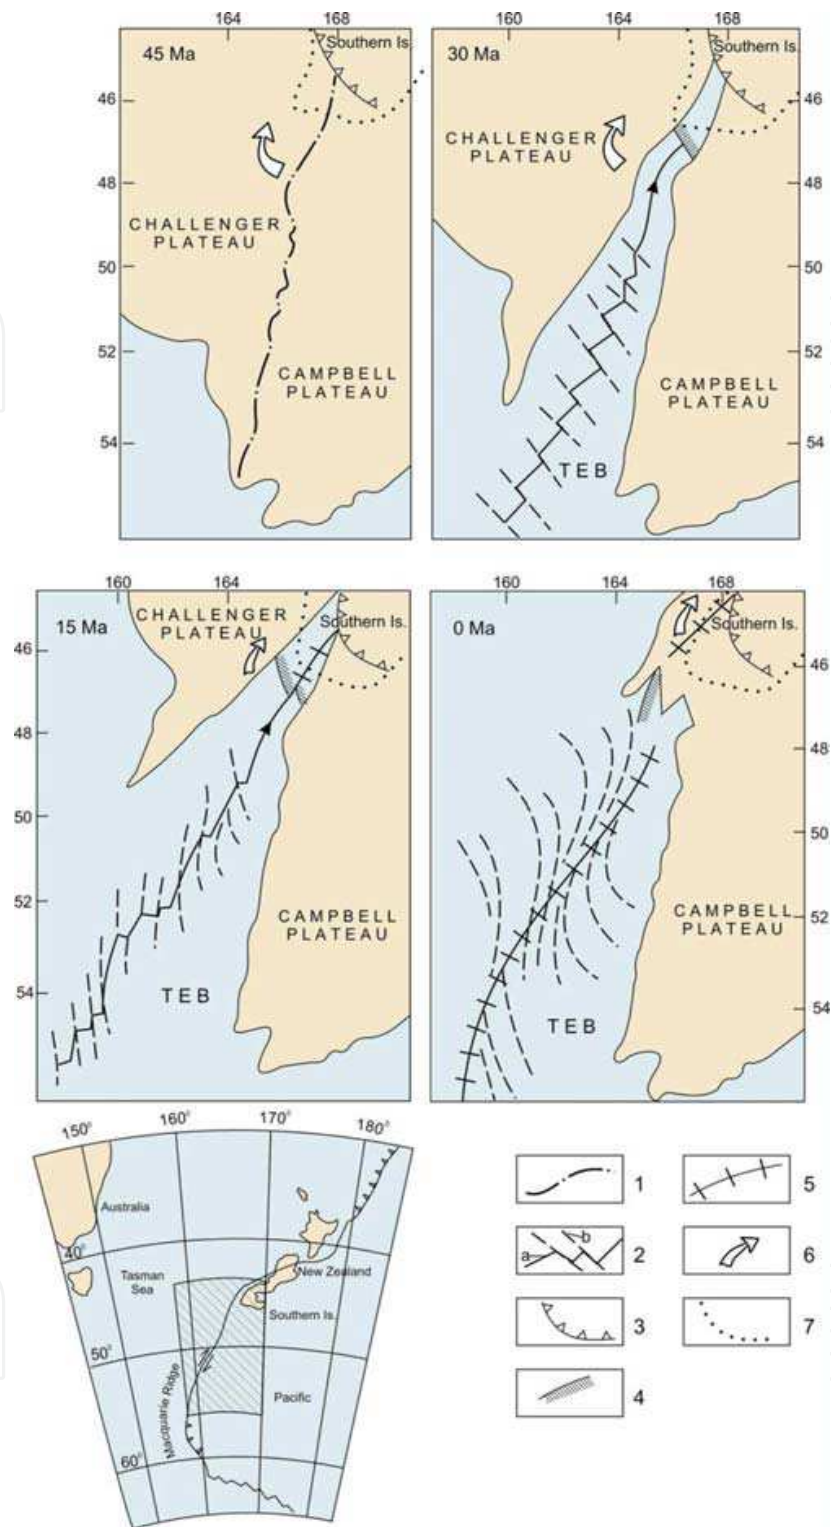 164 168
45 Ma
Southern Is.
46
48
50
52
54
CHALLENGER
PLATEAU
CAMPBELL
PLATEAU
160 164 168
30 Ma
Southern Is.
46
48
50
52
54
CHALLENGER
PLATEAU
CAMPBELL
PLATEAU
TEB
160 164
15 Ma
CHALLENGER
PLATEAU
Southern Is.
46
48
50
52
54
CAMPBELL
PLATEAU
TEB
160 164 168
0 Ma
Southern Is.
46
48
50
52
54
CAMPBELL
PLATEAU
TEB
150° 160° 170° 180°
Australia
40°
Tasman
Sea
New Zealand
Southern Is.
50°
Macquarie Ridge
Pacific
60°
1
a b 2
3
4
5
6
7